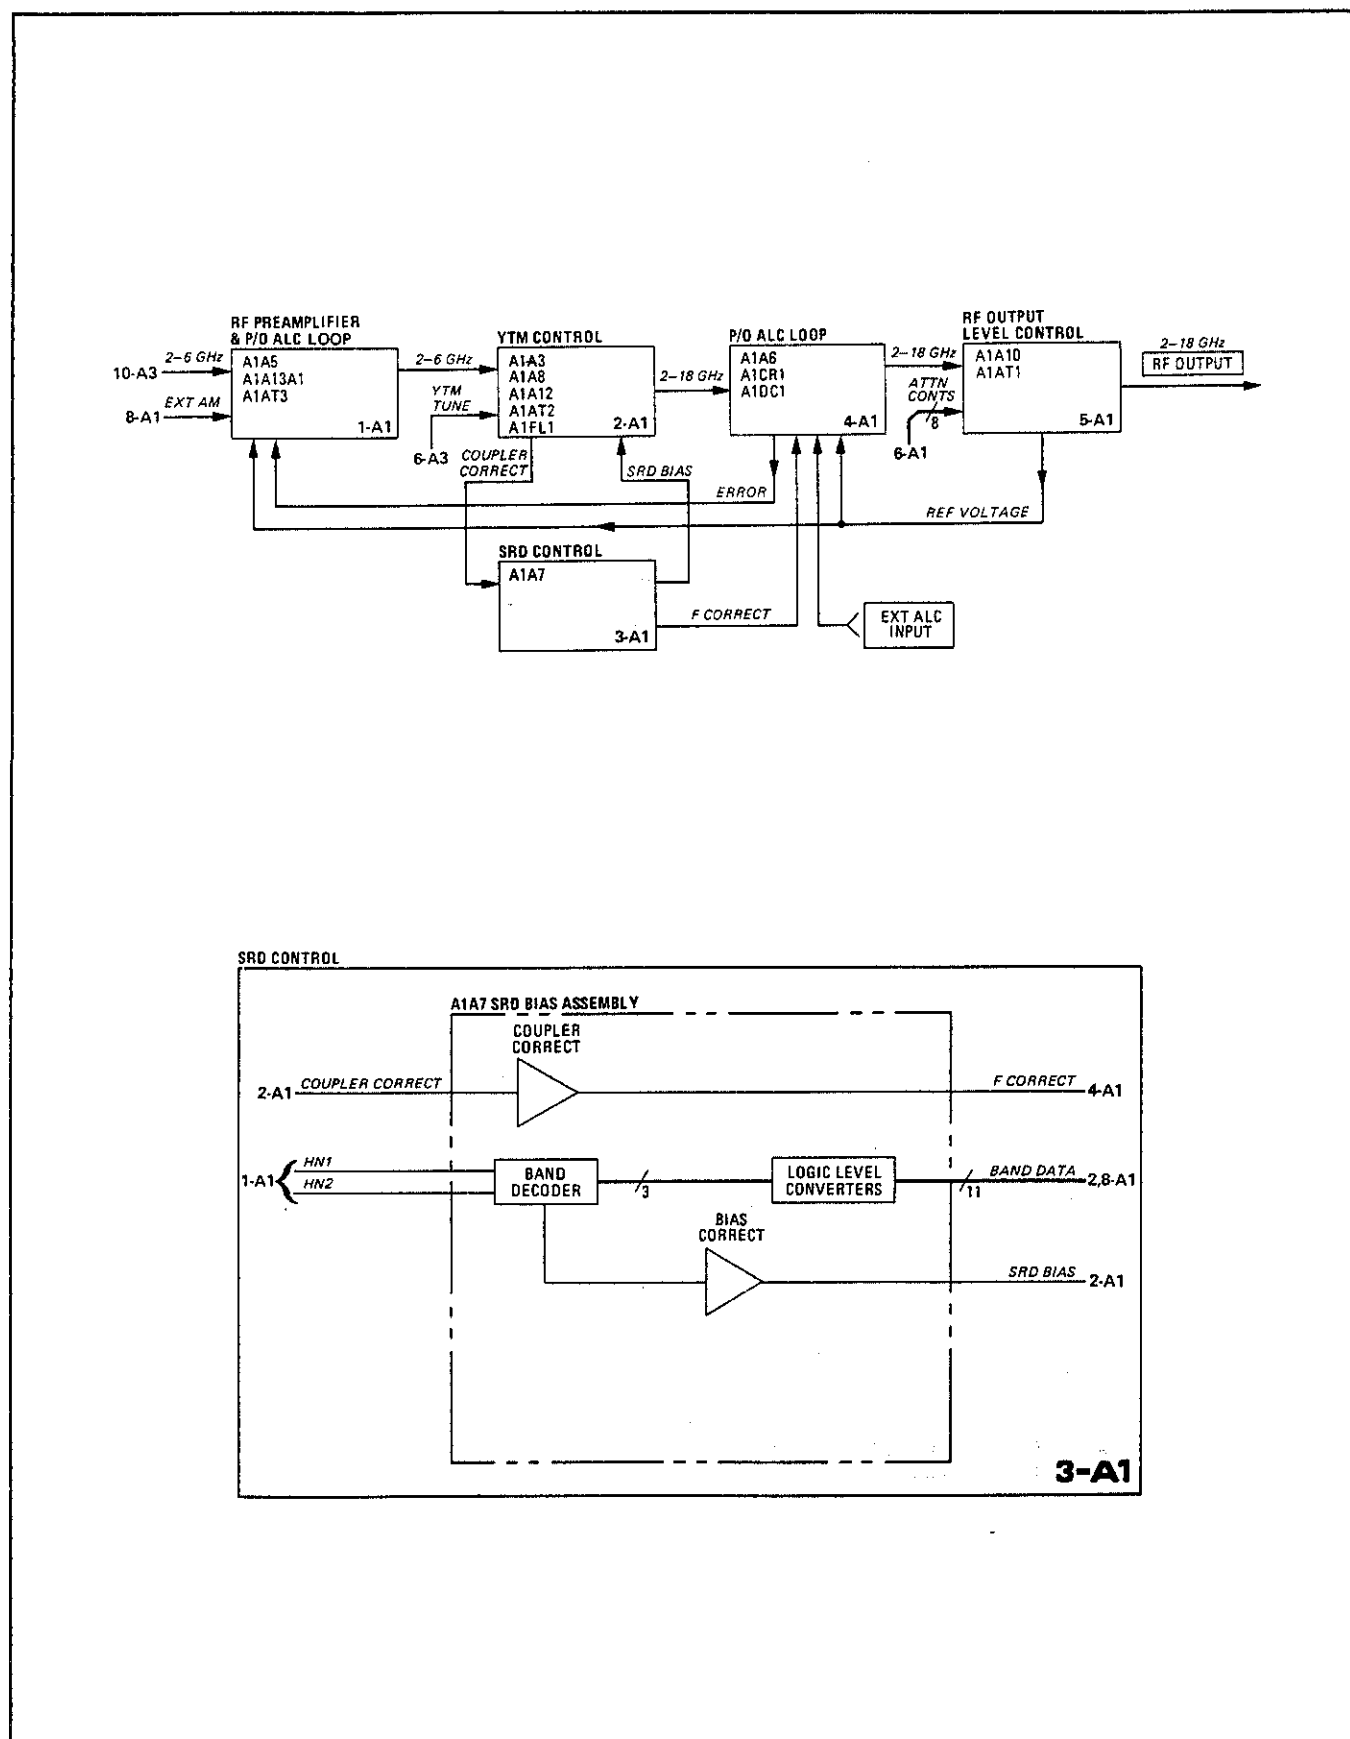 RF PREAMPLIFIER
& P/O ALC LOOP
2–6 GHz
10-A3
EXT AM
8-A1
A1A5
A1A13A1
A1AT3
1-A1
2–6 GHz
YTM
TUNE
6-A3
YTM CONTROL
A1A3
A1A8
A1A12
A1AT2
A1FL1
2-A1
COUPLER
CORRECT
SRD BIAS
2–18 GHz
P/O ALC LOOP
A1A6
A1CR1
A1DC1
4-A1
ERROR
2–18 GHz
ATTN
CONTS
8
6-A1
RF OUTPUT
LEVEL CONTROL
A1A10
A1AT1
5-A1
2–18 GHz
RF OUTPUT
REF VOLTAGE
SRD CONTROL
A1A7
3-A1
F CORRECT
EXT ALC
INPUT
SRD CONTROL
A1A7 SRD BIAS ASSEMBLY
COUPLER
CORRECT
2-A1
COUPLER CORRECT
F CORRECT
4-A1
1-A1
HN1
HN2
BAND
DECODER
3
LOGIC LEVEL
CONVERTERS
11
BAND DATA
2,8-A1
BIAS
CORRECT
SRD BIAS
2-A1
3-A1